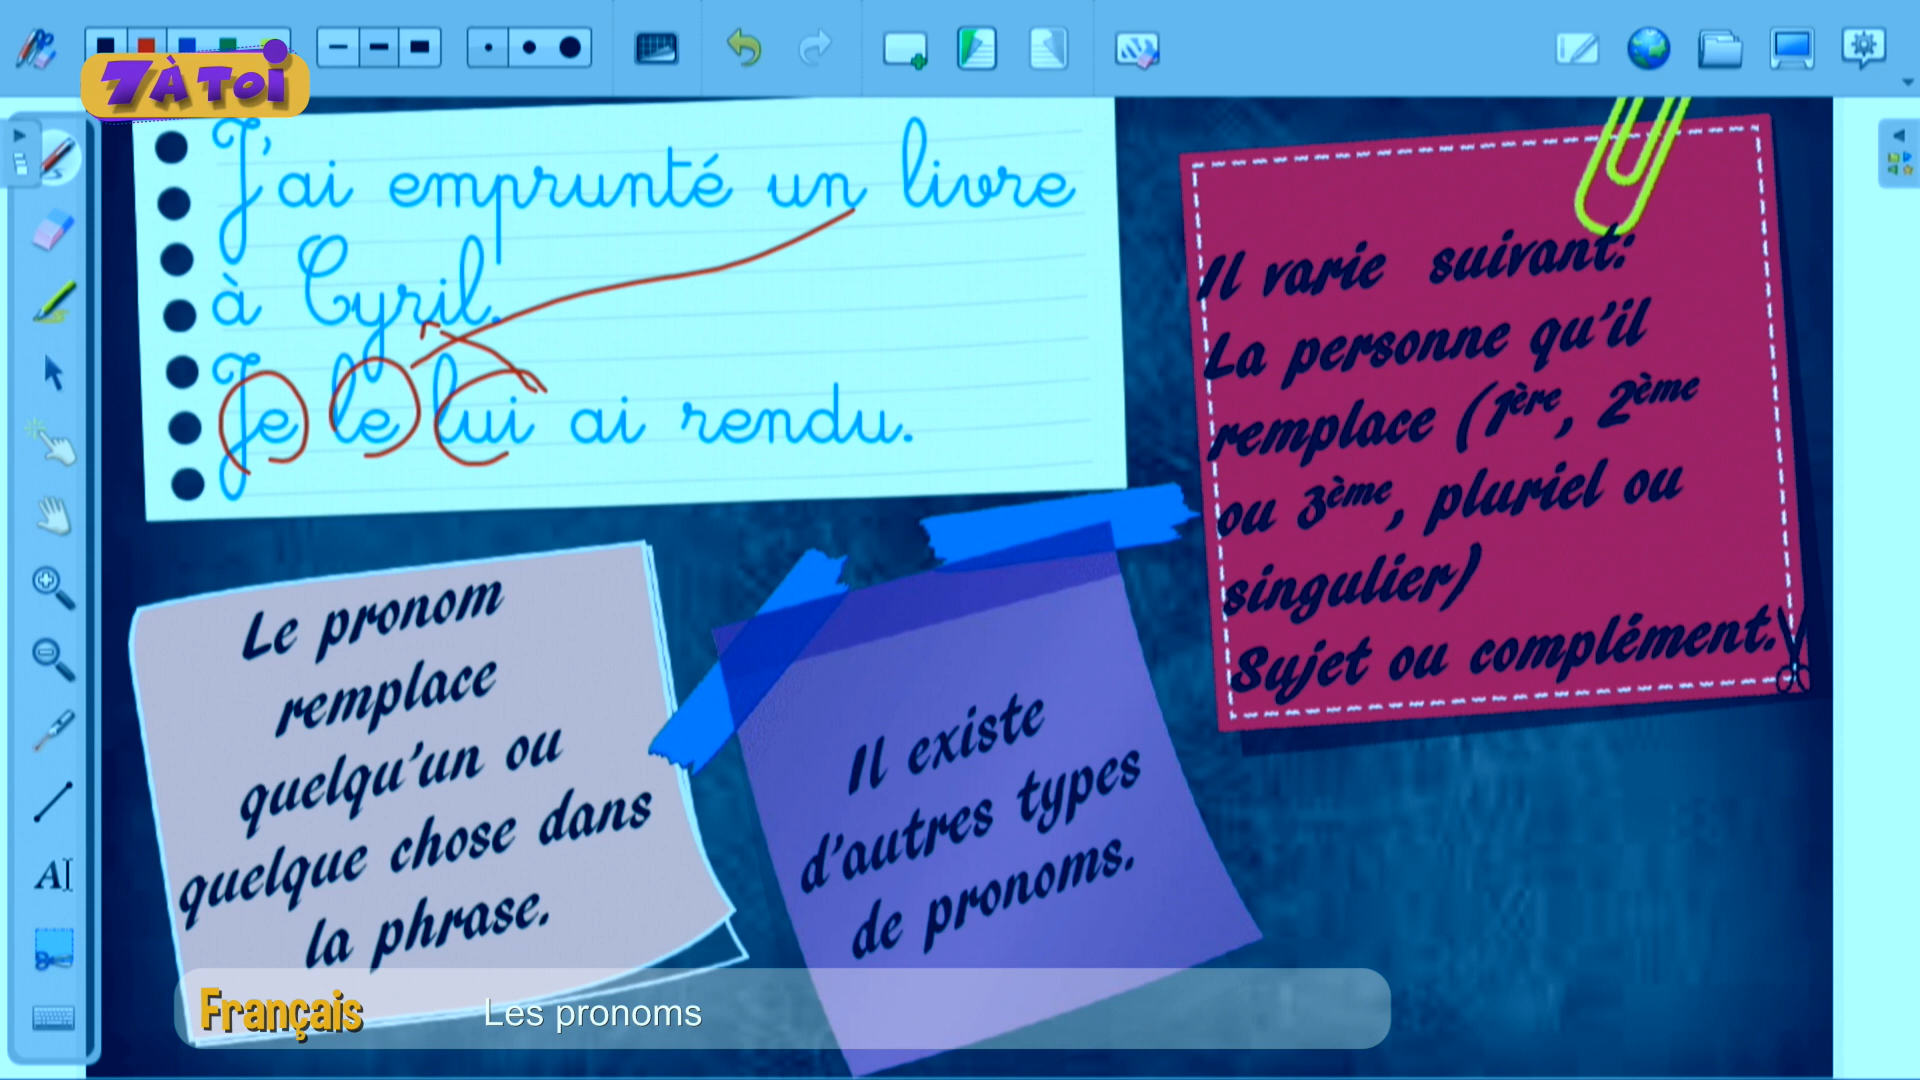 7 À Toi
J'ai emprunté un livre
à Cyril.
Je le lui ai rendu.
Il varie suivant:
La personne qu'il
remplace (1ère, 2ème
ou 3ème, pluriel ou
singulier)
Sujet ou complément.
Le pronom
remplace
quelqu'un ou
quelque chose dans
la phrase.
Il existe
d'autres types
de pronoms.
Français Les pronoms